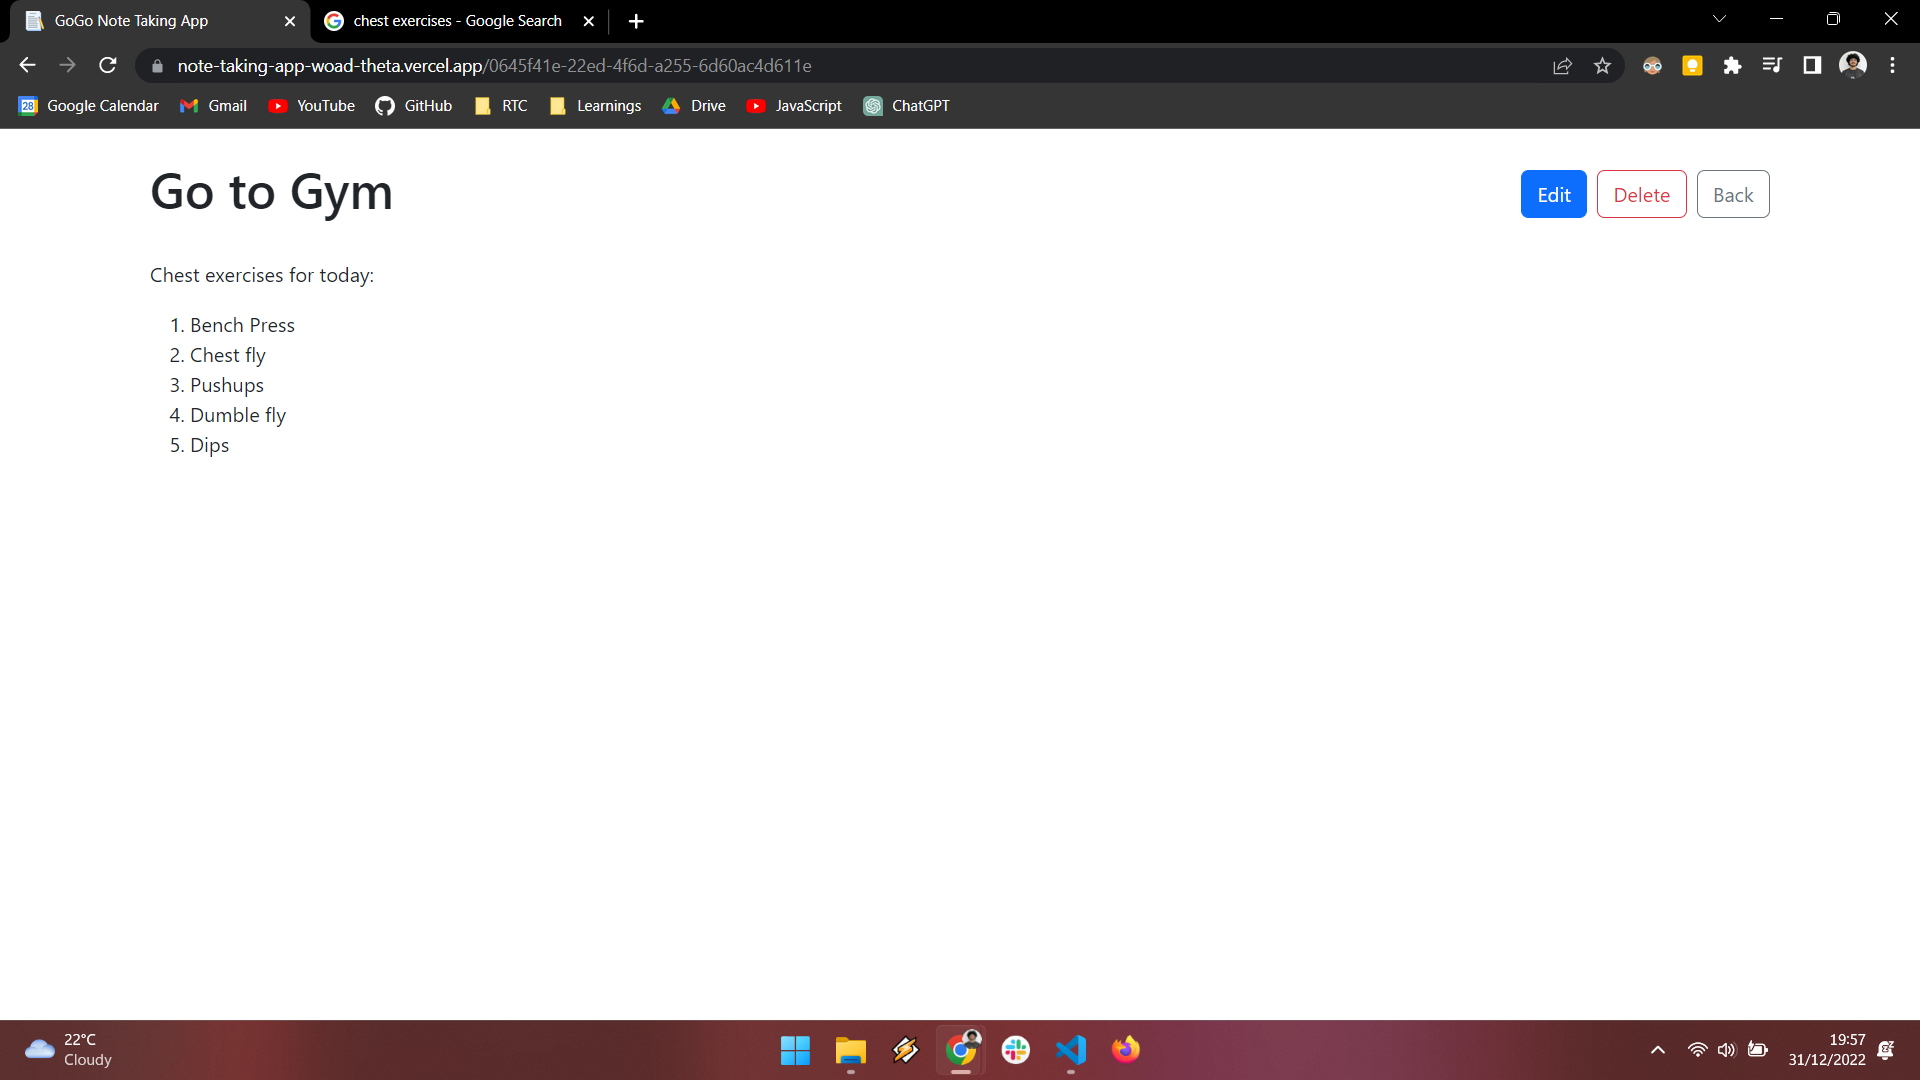 GoGo Note Taking App
chest exercises - Google Search
note-taking-app-woad-theta.vercel.app/0645f41e-22ed-4f6d-a255-6d60ac4d611e
28 Google Calendar Gmail YouTube GitHub RTC Learnings Drive JavaScript ChatGPT
Go to Gym
Edit Delete Back
Chest exercises for today:
1. Bench Press
2. Chest fly
3. Pushups
4. Dumble fly
5. Dips
22°C
Cloudy
19:57
31/12/2022